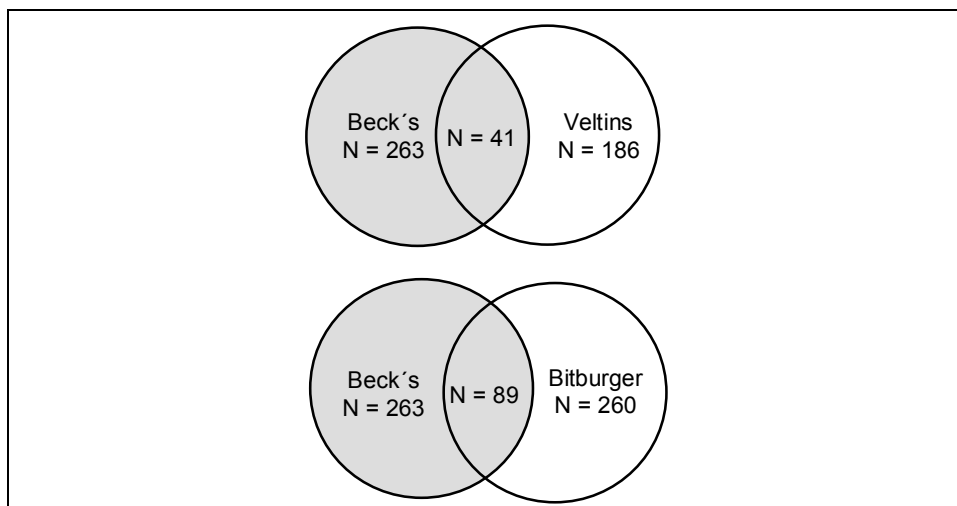 Beck´s
N = 263
N = 41
Veltins
N = 186
Beck´s
N = 263
N = 89
Bitburger
N = 260